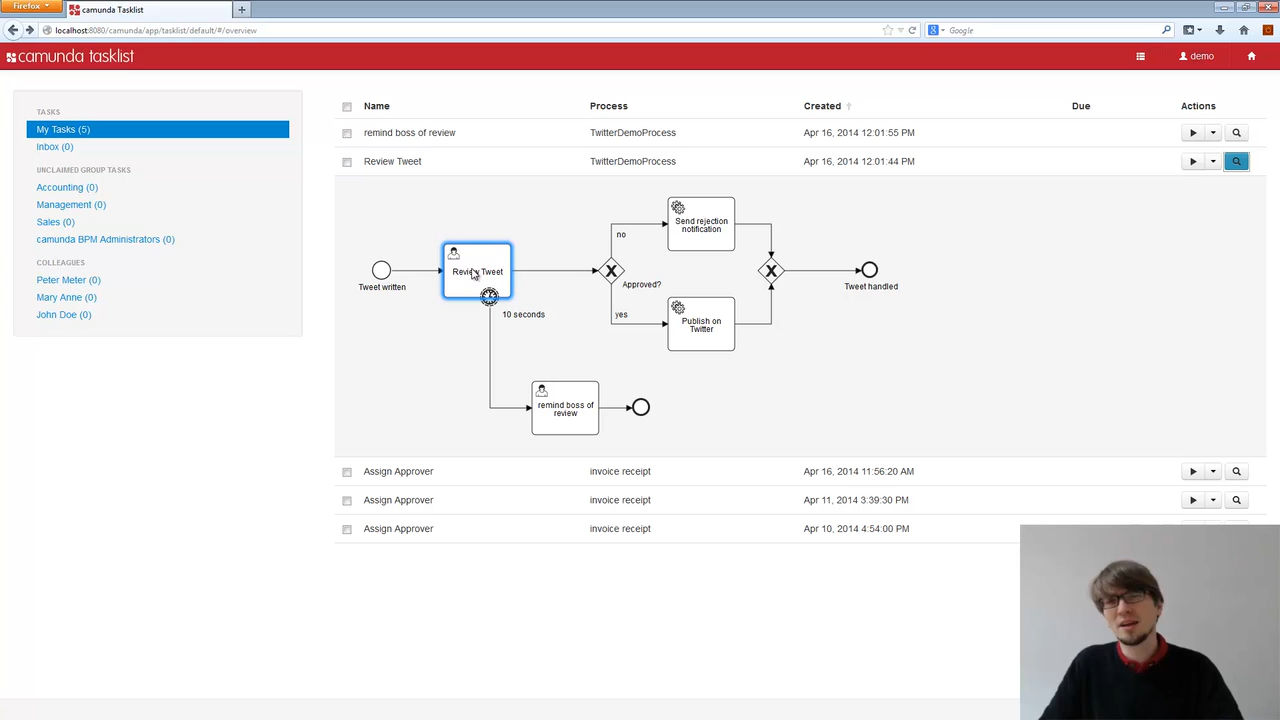 Firefox
camunda Tasklist
localhost:8080/camunda/app/tasklist/default/#/overview
Google
camunda tasklist
demo
TASKS
My Tasks (5)
Inbox (0)
UNCLAIMED GROUP TASKS
Accounting (0)
Management (0)
Sales (0)
camunda BPM Administrators (0)
COLLEAGUES
Peter Meter (0)
Mary Anne (0)
John Doe (0)
Name Process Created Due Actions
remind boss of review TwitterDemoProcess Apr 16, 2014 12:01:55 PM
Review Tweet TwitterDemoProcess Apr 16, 2014 12:01:44 PM
Tweet written
Review Tweet
10 seconds
no
Approved?
yes
Send rejection
notification
Publish on
Twitter
Tweet handled
remind boss of
review
Assign Approver invoice receipt Apr 16, 2014 11:56:20 AM
Assign Approver invoice receipt Apr 11, 2014 3:39:30 PM
Assign Approver invoice receipt Apr 10, 2014 4:54:00 PM